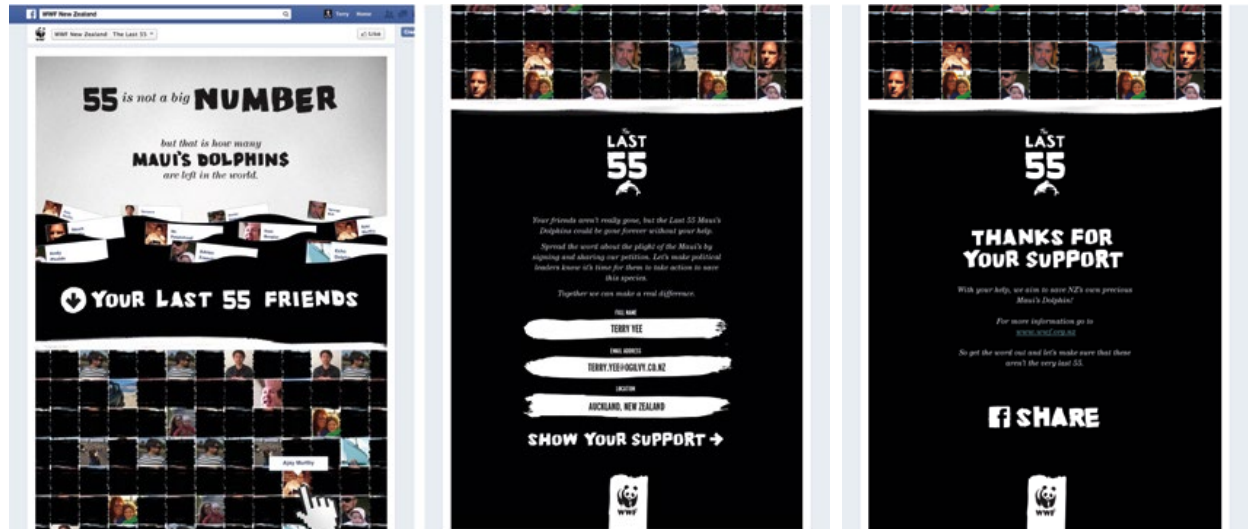 WWF New Zealand
Terry Home
WWF New Zealand The Last 55
Like
55 is not a big NUMBER
but that is how many
MAUI'S DOLPHINS
are left in the world.
YOUR LAST 55 FRIENDS
Ajay Murthy
The
LAST
55
Your friends aren't really gone, but the Last 55 Maui's
Dolphins could be gone forever without your help.
Spread the word about the plight of the Maui's by
signing and sharing our petition. Let's make political
leaders know it's time for them to take action to save
this species.
Together we can make a real difference.
FULL NAME
TERRY YEE
EMAIL ADDRESS
TERRY.YEE@OGILVY.CO.NZ
LOCATION
AUCKLAND, NEW ZEALAND
SHOW YOUR SUPPORT
WWF
The
LAST
55
THANKS FOR
YOUR SUPPORT
With your help, we aim to save NZ's own precious
Maui's Dolphin!
For more information go to
www.wwf.org.nz
So get the word out and let's make sure that these
aren't the very last 55.
SHARE
WWF